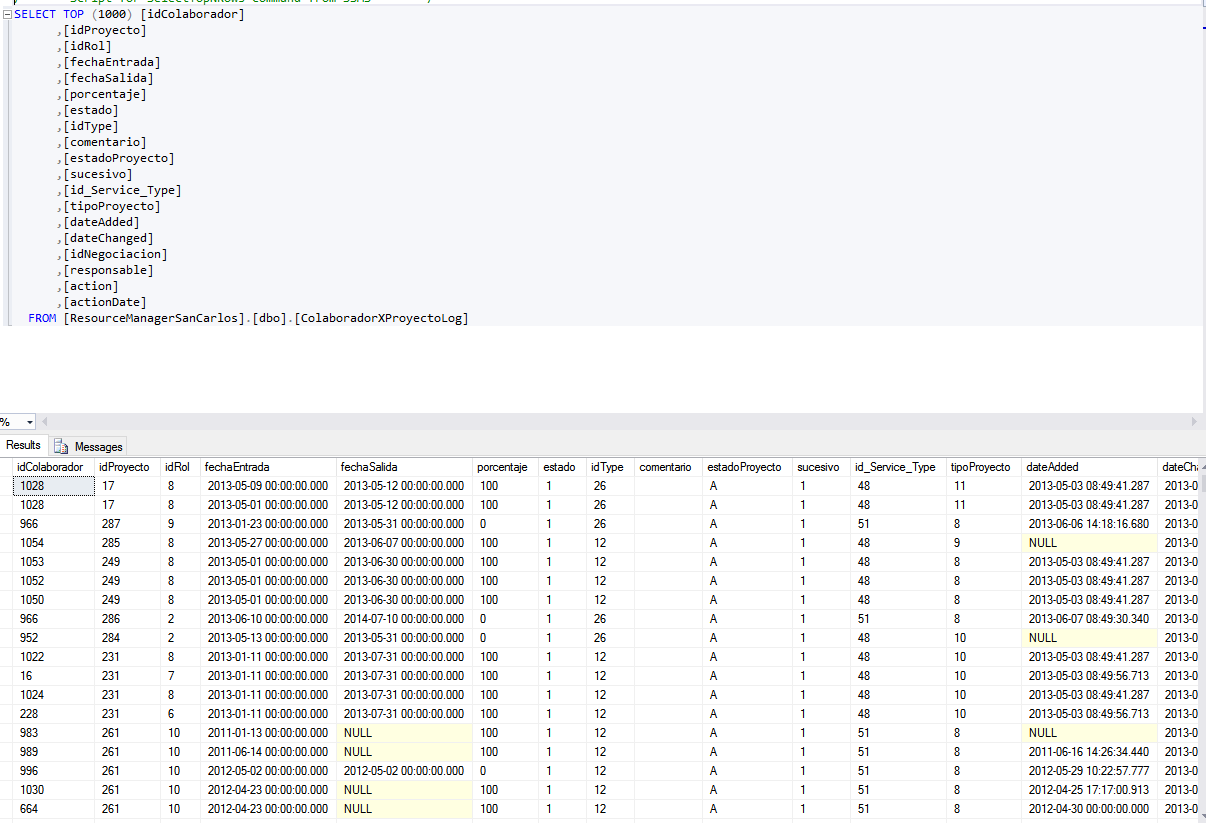 SELECT TOP (1000) [idColaborador]
,[idProyecto]
,[idRol]
,[fechaEntrada]
,[fechaSalida]
,[porcentaje]
,[estado]
,[idType]
,[comentario]
,[estadoProyecto]
,[sucesivo]
,[id_Service_Type]
,[tipoProyecto]
,[dateAdded]
,[dateChanged]
,[idNegociacion]
,[responsable]
,[action]
,[actionDate]
FROM [ResourceManagerSanCarlos].[dbo].[ColaboradorXProyectoLog]
%
Results Messages
idColaborador idProyecto idRol fechaEntrada fechaSalida porcentaje estado idType comentario estadoProyecto sucesivo id_Service_Type tipoProyecto dateAdded dateCha
1028 17 8 2013-05-09 00:00:00.000 2013-05-12 00:00:00.000 100 1 26 A 1 48 11 2013-05-03 08:49:41.287 2013-0
1028 17 8 2013-05-01 00:00:00.000 2013-05-12 00:00:00.000 100 1 26 A 1 48 11 2013-05-03 08:49:41.287 2013-0
966 287 9 2013-01-23 00:00:00.000 2013-05-31 00:00:00.000 0 1 26 A 1 51 8 2013-06-06 14:18:16.680 2013-0
1054 285 8 2013-05-27 00:00:00.000 2013-06-07 00:00:00.000 100 1 12 A 1 48 9 NULL 2013-0
1053 249 8 2013-05-01 00:00:00.000 2013-06-30 00:00:00.000 100 1 12 A 1 48 8 2013-05-03 08:49:41.287 2013-0
1052 249 8 2013-05-01 00:00:00.000 2013-06-30 00:00:00.000 100 1 12 A 1 48 8 2013-05-03 08:49:41.287 2013-0
1050 249 8 2013-05-01 00:00:00.000 2013-06-30 00:00:00.000 100 1 12 A 1 48 8 2013-05-03 08:49:41.287 2013-0
966 286 2 2013-06-10 00:00:00.000 2014-07-10 00:00:00.000 0 1 26 A 1 51 8 2013-06-07 08:49:30.340 2013-0
952 284 2 2013-05-13 00:00:00.000 2013-05-31 00:00:00.000 0 1 26 A 1 48 10 NULL 2013-0
1022 231 8 2013-01-11 00:00:00.000 2013-07-31 00:00:00.000 100 1 12 A 1 48 10 2013-05-03 08:49:41.287 2013-0
16 231 7 2013-01-11 00:00:00.000 2013-07-31 00:00:00.000 100 1 12 A 1 48 10 2013-05-03 08:49:56.713 2013-0
1024 231 8 2013-01-11 00:00:00.000 2013-07-31 00:00:00.000 100 1 12 A 1 48 10 2013-05-03 08:49:41.287 2013-0
228 231 6 2013-01-11 00:00:00.000 2013-07-31 00:00:00.000 100 1 12 A 1 48 10 2013-05-03 08:49:56.713 2013-0
983 261 10 2011-01-13 00:00:00.000 NULL 100 1 12 A 1 51 8 NULL 2013-0
989 261 10 2011-06-14 00:00:00.000 NULL 100 1 12 A 1 51 8 2011-06-16 14:26:34.440 2013-0
996 261 10 2012-05-02 00:00:00.000 2012-05-02 00:00:00.000 0 1 12 A 1 51 8 2012-05-29 10:22:57.777 2013-0
1030 261 10 2012-04-23 00:00:00.000 NULL 100 1 12 A 1 51 8 2012-04-25 17:17:00.913 2013-0
664 261 10 2012-04-23 00:00:00.000 NULL 100 1 12 A 1 51 8 2012-04-30 00:00:00.000 2013-0